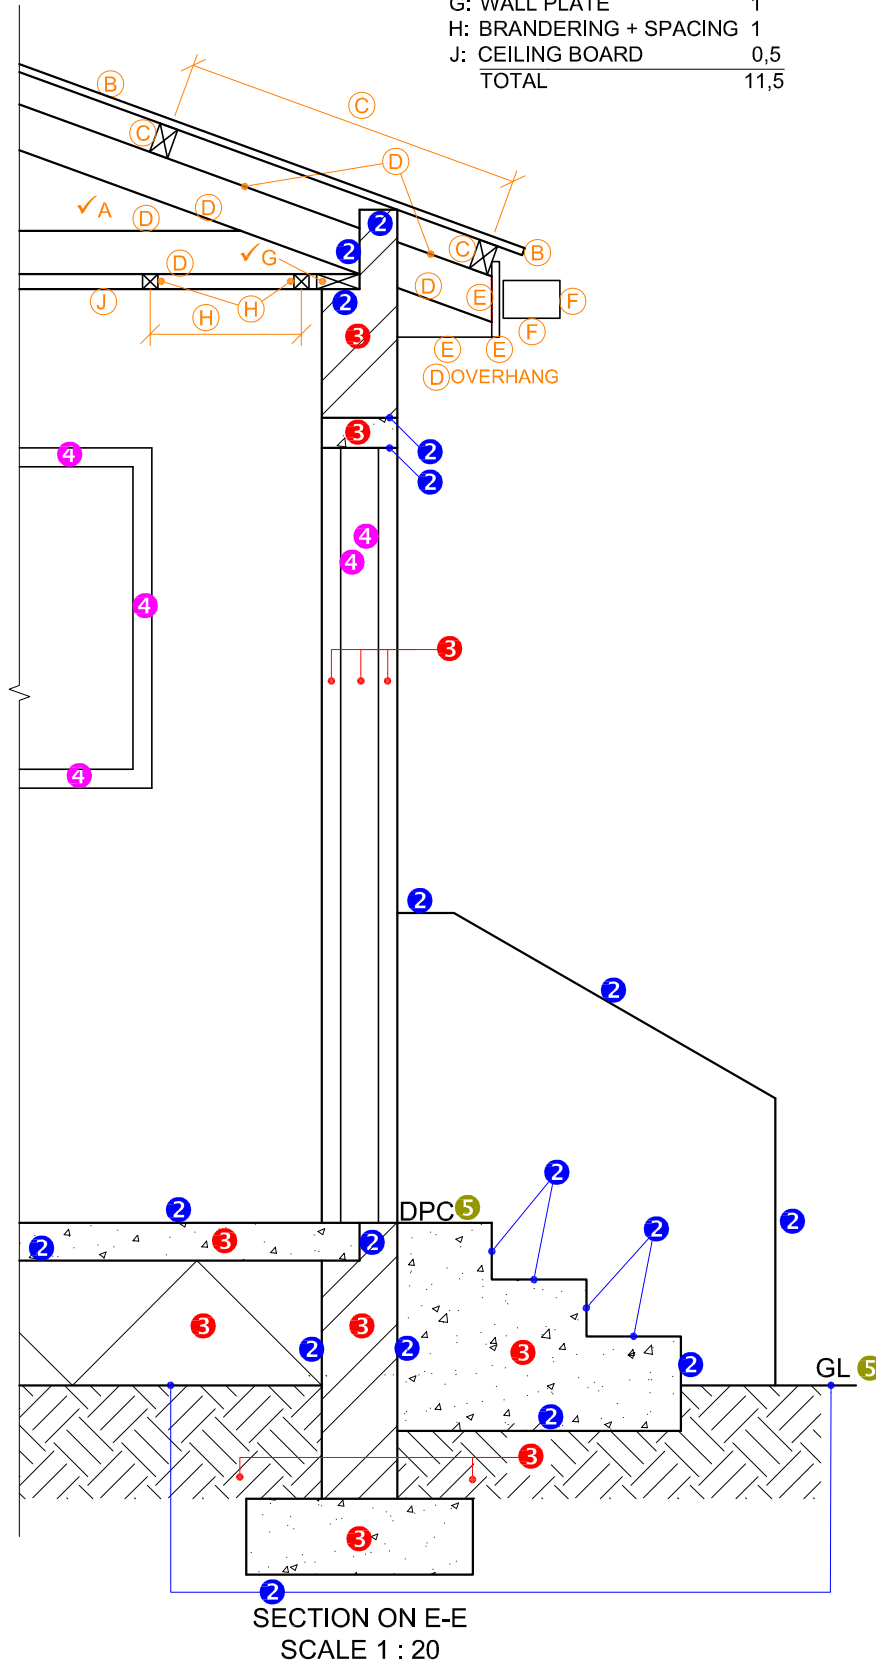 G: WALL PLATE 1
H: BRANDERING + SPACING 1
J: CEILING BOARD 0,5
TOTAL 11,5
B
C
C
D
2
✓A
D
D
2
✓G
C
B
D
D
E
F
J
H
H
2
F
3
E
E
D OVERHANG
3
2
4
2
4
4
4
3
4
2
2
2
2
2
2
DPC 5
2
3
2
2
3
3
2
2
3
2
GL 5
2
3
3
2
SECTION ON E-E
SCALE 1 : 20